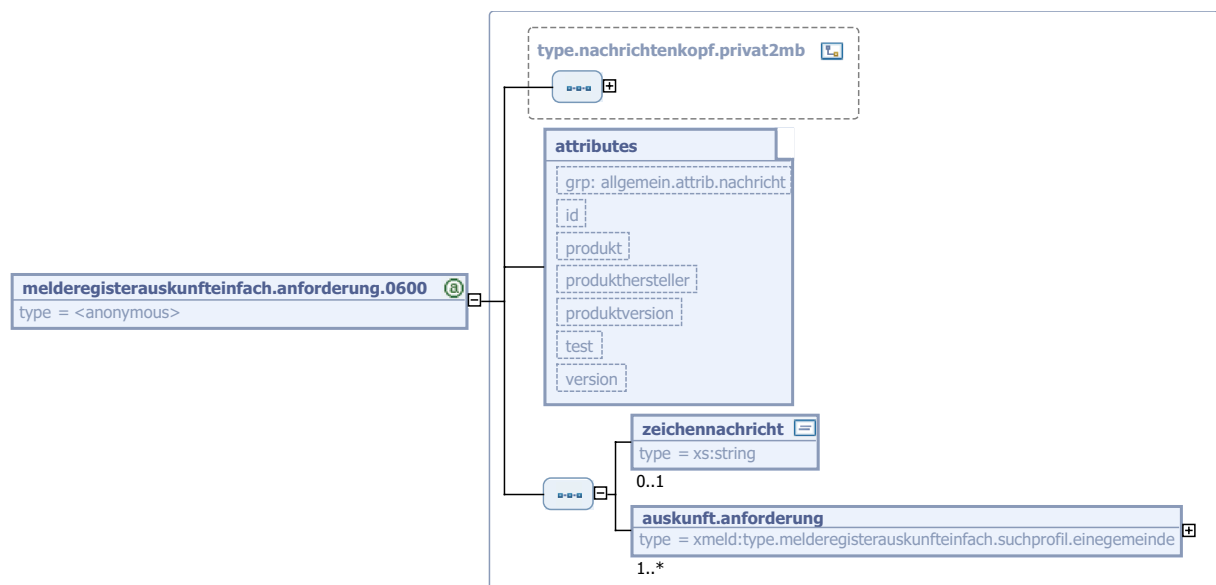 type.nachrichtenkopf.privat2mb
attributes
grp: allgemein.attrib.nachricht
id
produkt
produkthersteller
produktversion
test
version
melderegisterauskunfteinfach.anforderung.0600 a
type = <anonymous>
zeichennachricht
type = xs:string
0..1
auskunft.anforderung
type = xmeld:type.melderegisterauskunfteinfach.suchprofil.einegemeinde
1..*